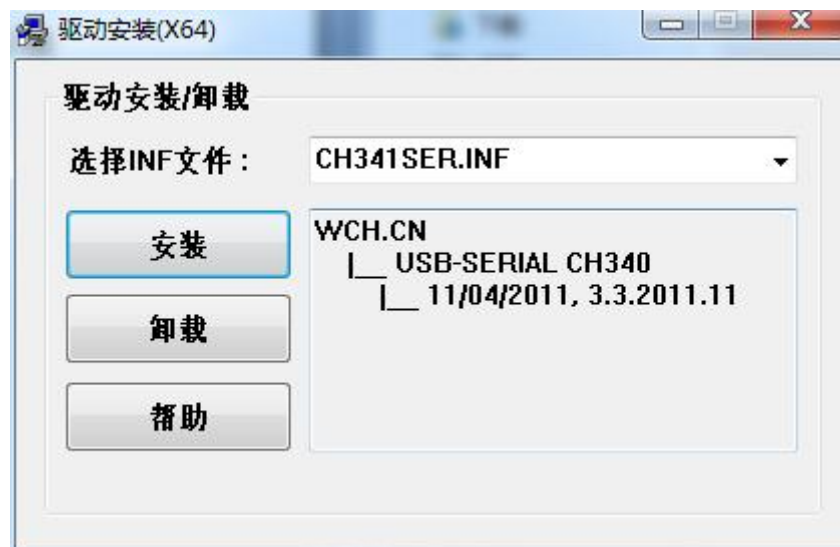 驱动安装(X64)
驱动安装/卸载
选择INF文件：
CH341SER.INF
安装
WCH.CN
|__ USB-SERIAL CH340
|__ 11/04/2011, 3.3.2011.11
卸载
帮助